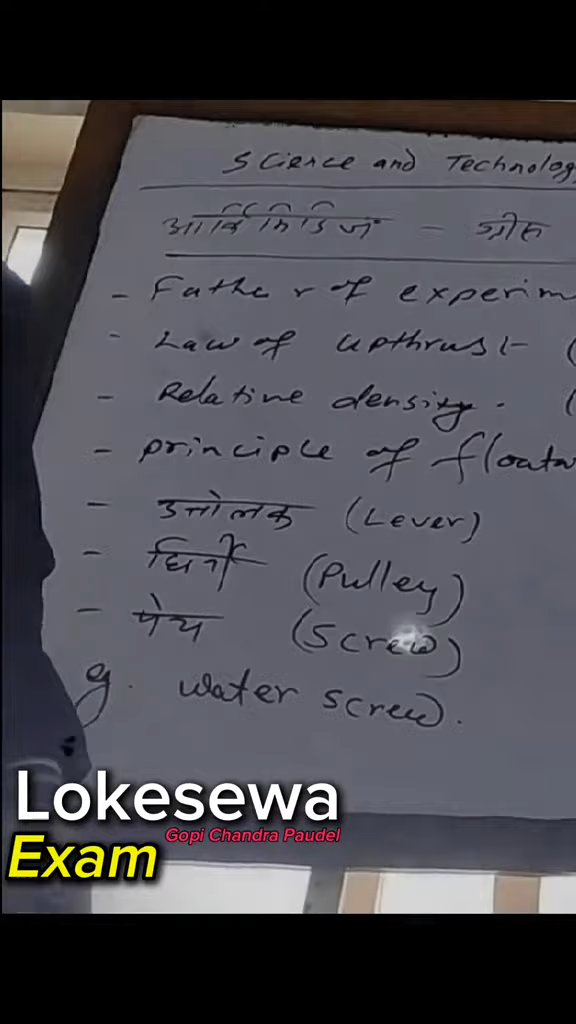 Science and Technology
आर्किमिडिज - ग्रीक
- Father of experim
- Law of upthrust - (
- Relative density. (
- principle of floata
- उत्तोलक (Lever)
- घिर्नी (Pulley)
- पेच (Screw)
eg. water screw.
Lokesewa
Gopi Chandra Paudel
Exam